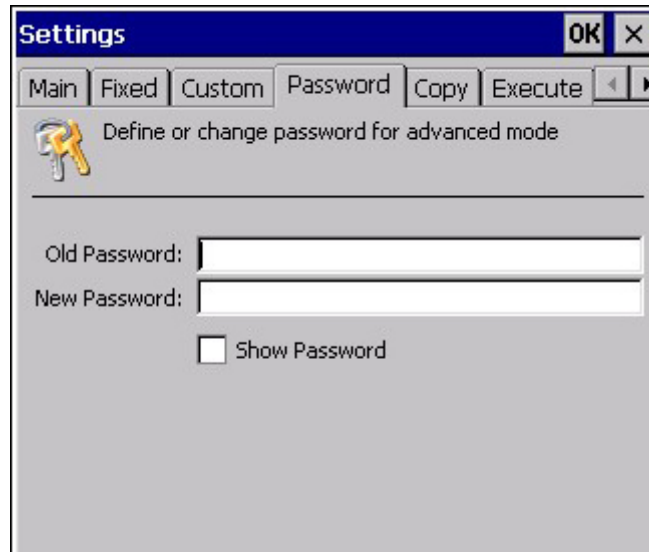 Settings OK ×
Main Fixed Custom Password Copy Execute
Define or change password for advanced mode
Old Password:
New Password:
Show Password